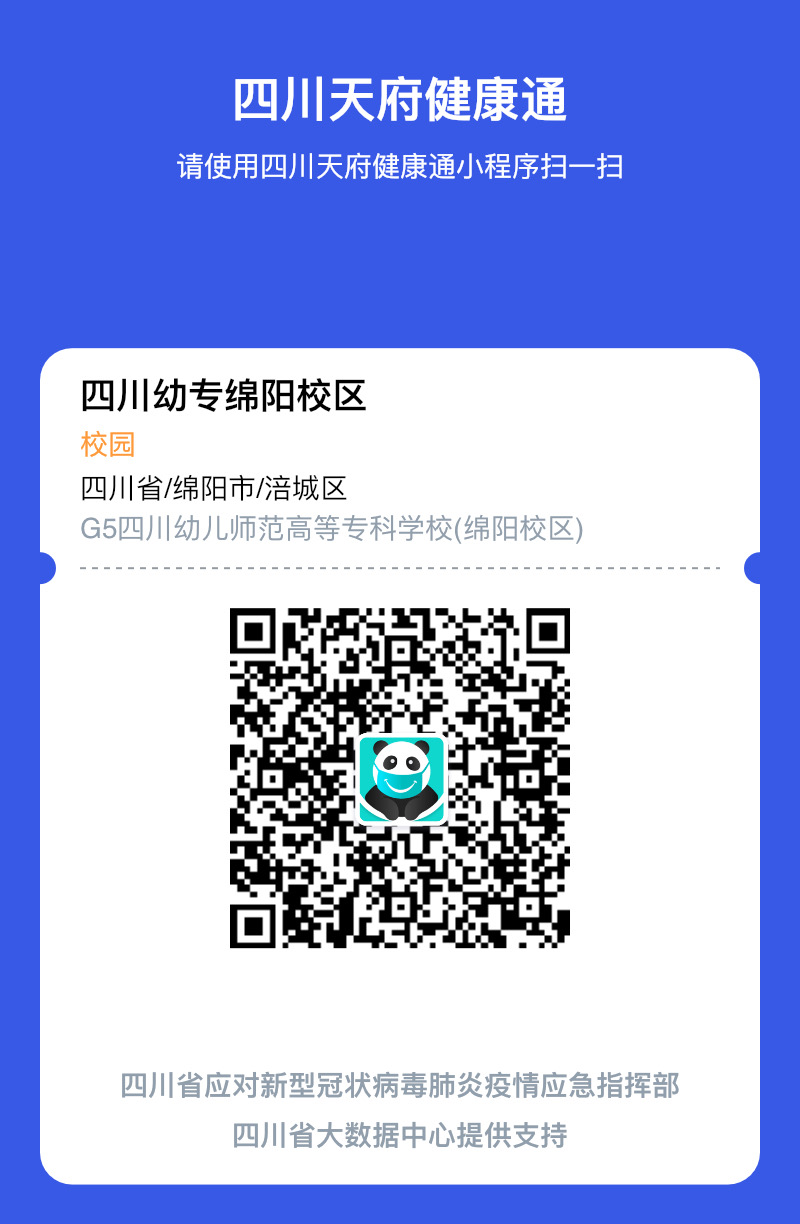 四川天府健康通
请使用四川天府健康通小程序扫一扫
四川幼专绵阳校区
校园
四川省/绵阳市/涪城区
G5四川幼儿师范高等专科学校(绵阳校区)
四川省应对新型冠状病毒肺炎疫情应急指挥部
四川省大数据中心提供支持